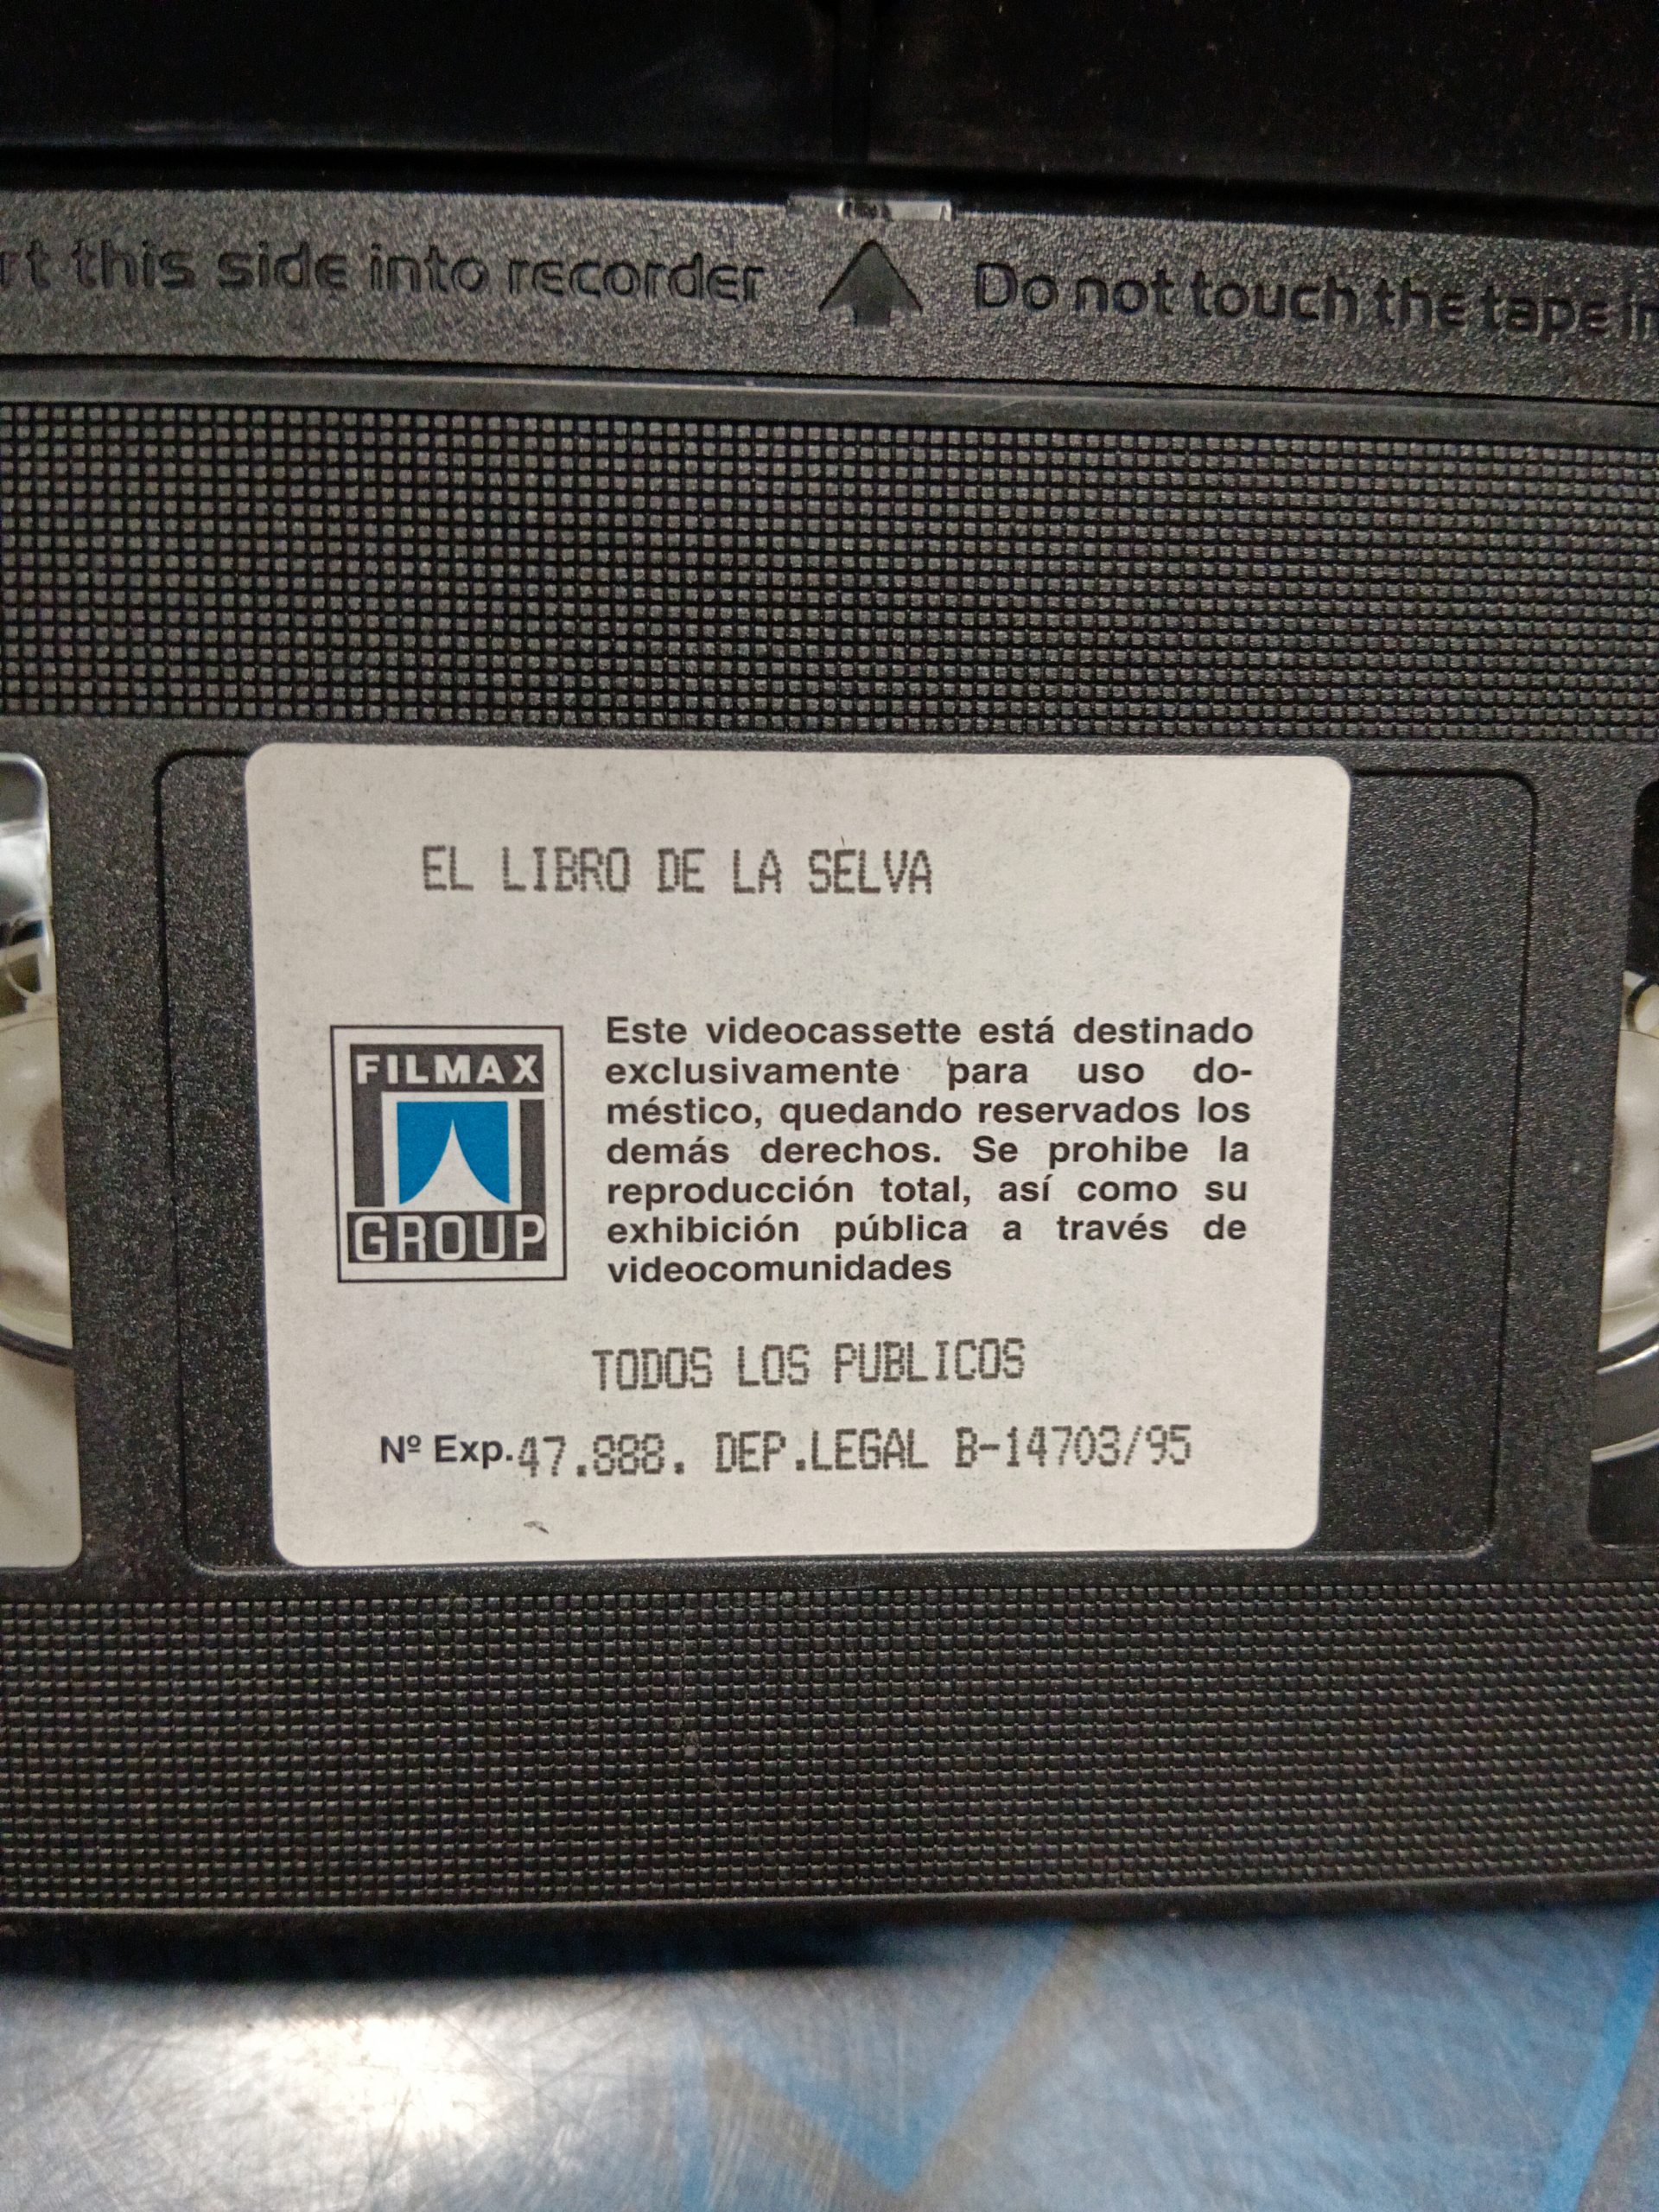 rt this side into recorder Do not touch the tape in
EL LIBRO DE LA SELVA
FILMAX
GROUP
Este videocassette está destinado
exclusivamente para uso do-
méstico, quedando reservados los
demás derechos. Se prohibe la
reproducción total, así como su
exhibición pública a través de
videocomunidades
TODOS LOS PUBLICOS
Nº Exp.47.888. DEP.LEGAL B-14703/95